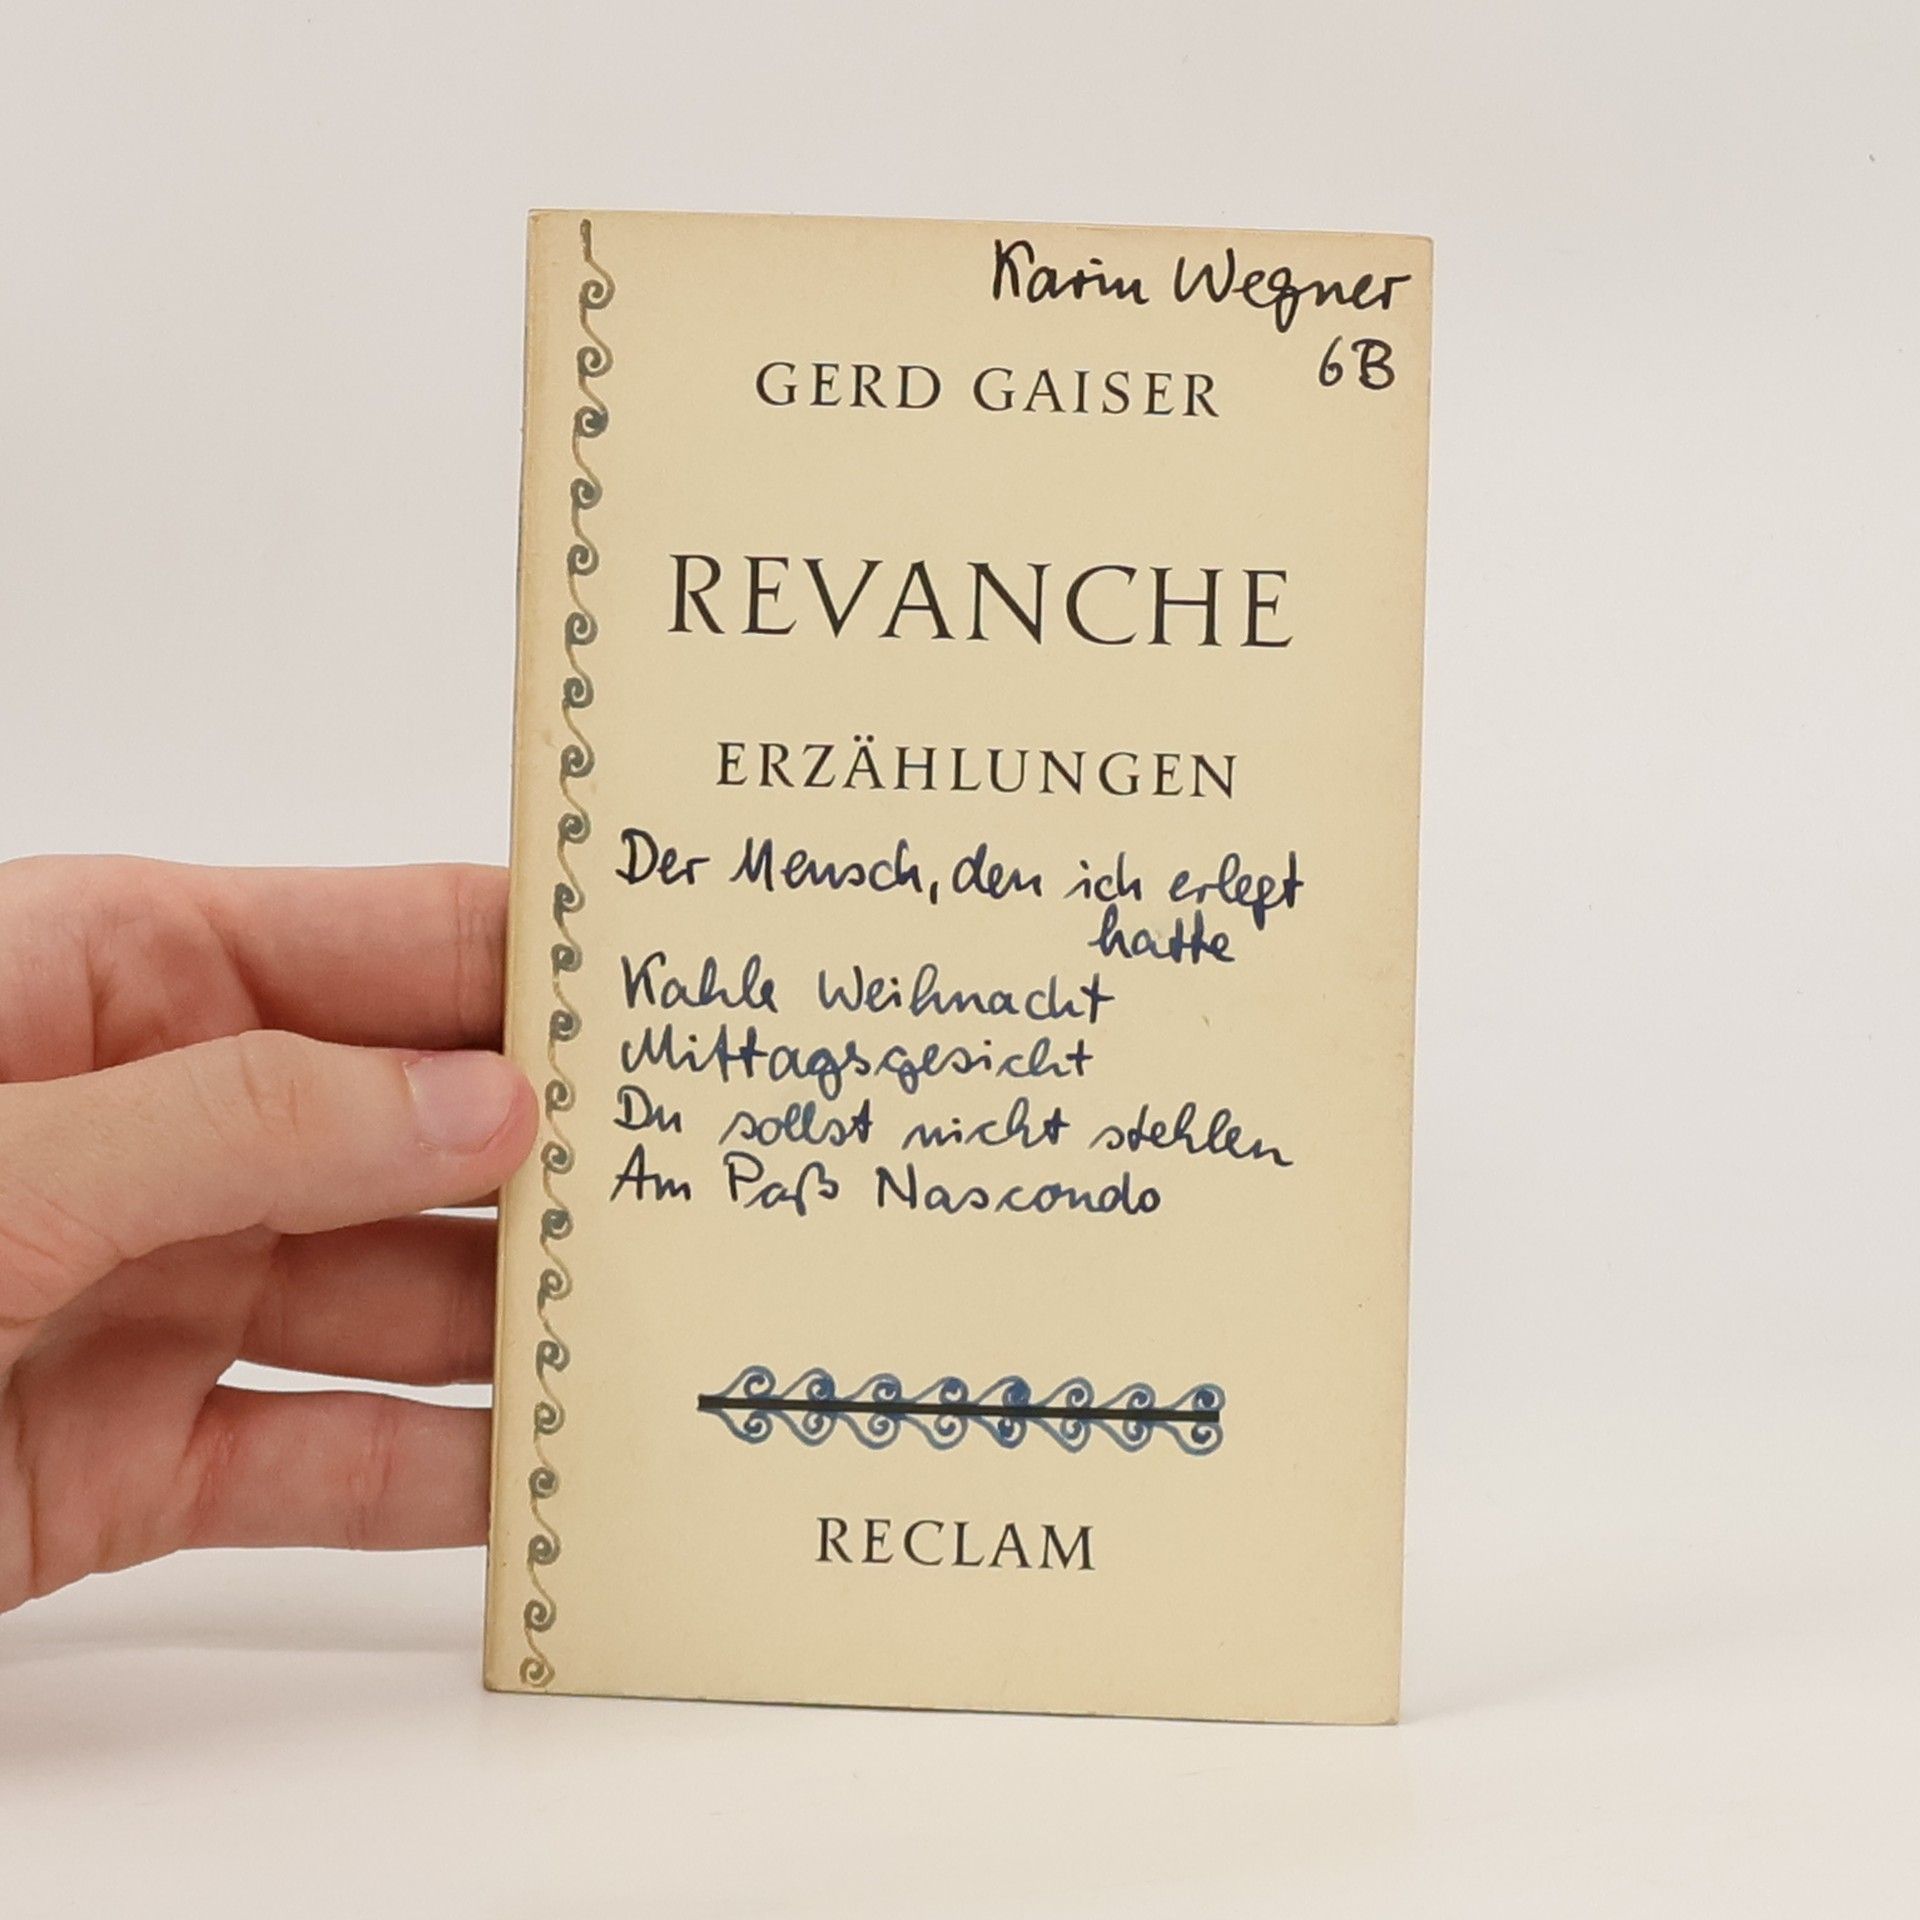 Karin Wegner
6B
GERD GAISER
REVANCHE
ERZÄHLUNGEN
Der Mensch, den ich erlegt
hatte
Kahle Weihnacht
Mittagsgesicht
Du sollst nicht stehlen
Am Paß Nascondo
RECLAM